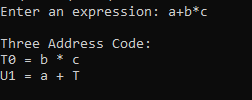 Enter an expression: a+b*c
Three Address Code:
T0 = b * c
U1 = a + T